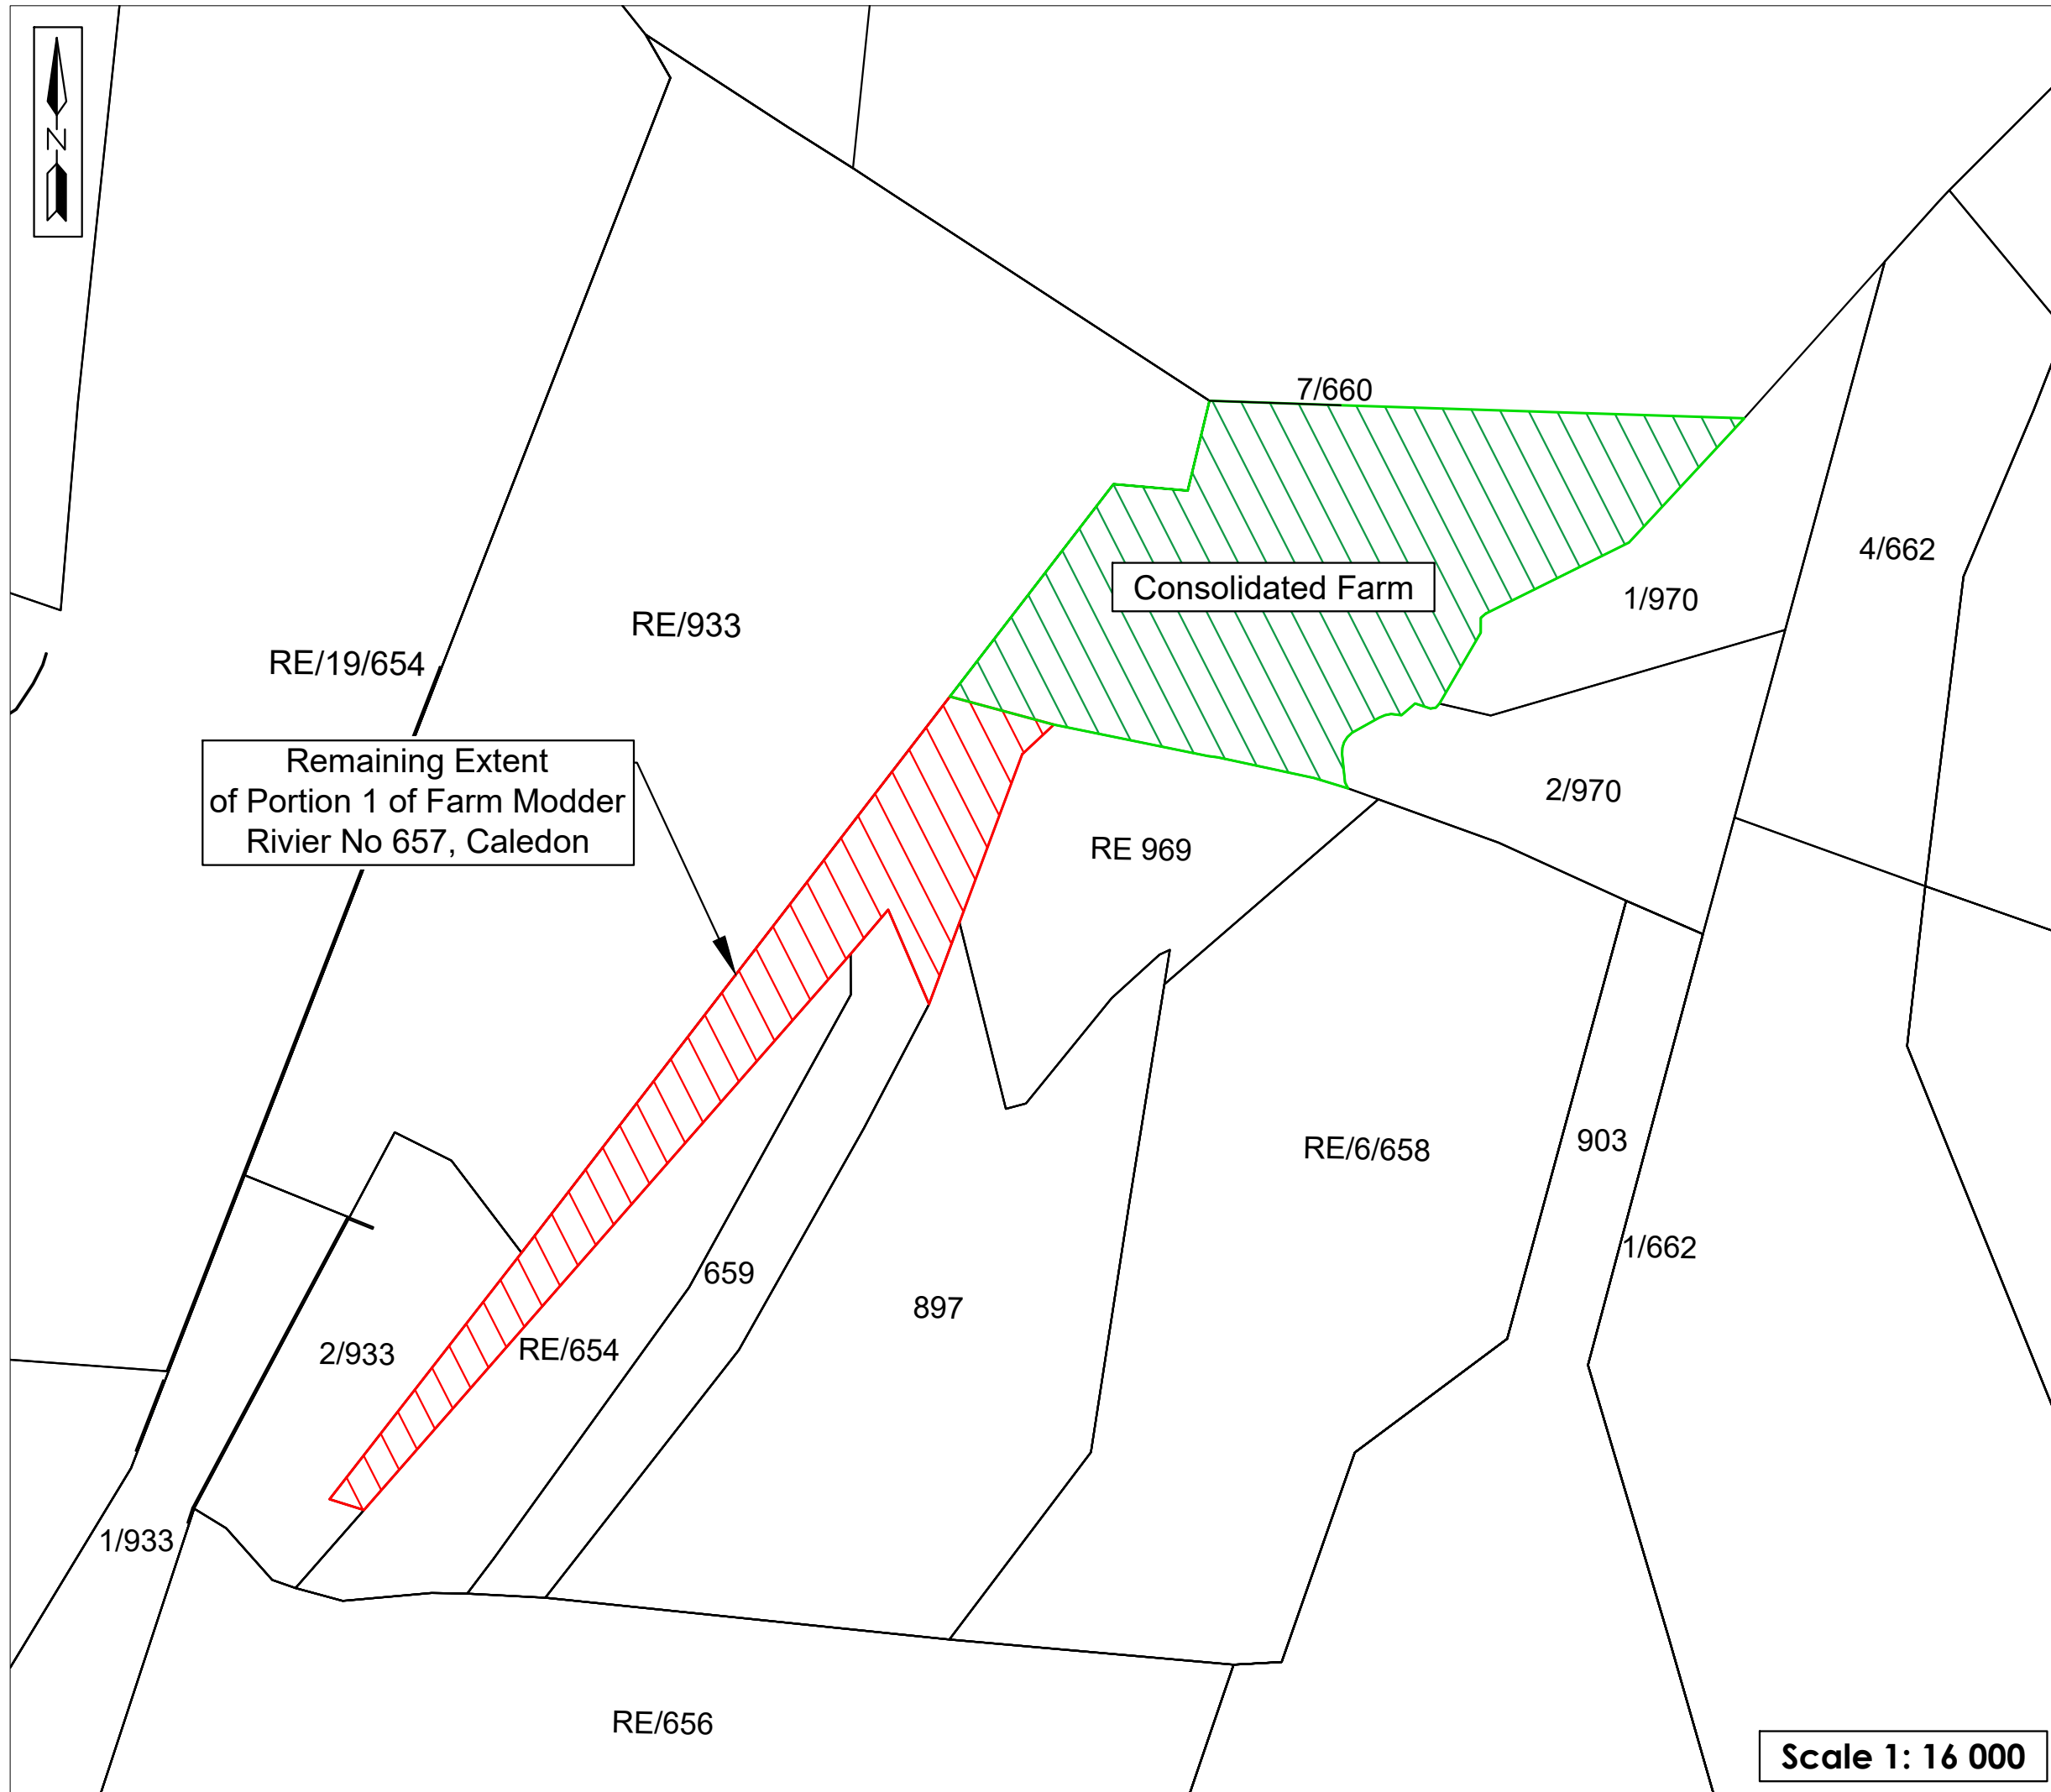 N
7/660
4/662
Consolidated Farm
1/970
RE/933
RE/19/654
Remaining Extent
of Portion 1 of Farm Modder
Rivier No 657, Caledon
2/970
RE 969
903
RE/6/658
1/662
659
897
RE/654
2/933
1/933
RE/656
Scale 1: 16 000